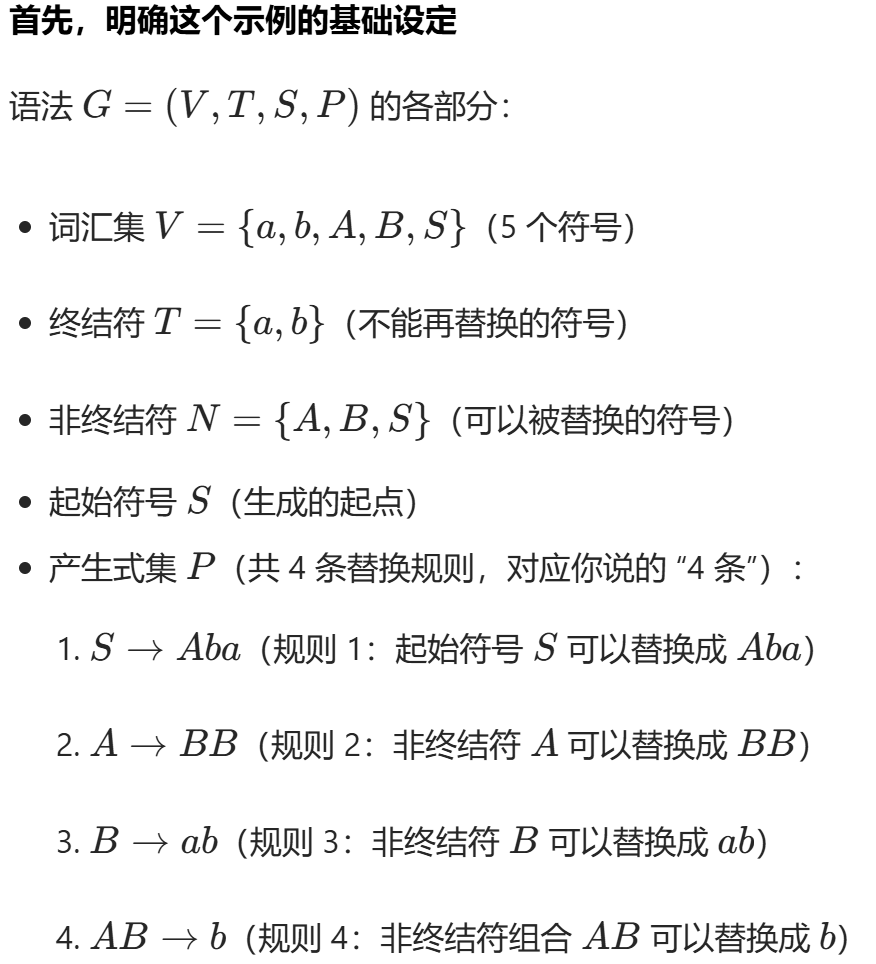 首先，明确这个示例的基础设定
语法 G = (V, T, S, P) 的各部分：
• 词汇集 V = {a, b, A, B, S}（5 个符号）
• 终结符 T = {a, b}（不能再替换的符号）
• 非终结符 N = {A, B, S}（可以被替换的符号）
• 起始符号 S（生成的起点）
• 产生式集 P（共 4 条替换规则，对应你说的 “4 条”）：
1. S → Aba（规则 1：起始符号 S 可以替换成 Aba）
2. A → BB（规则 2：非终结符 A 可以替换成 BB）
3. B → ab（规则 3：非终结符 B 可以替换成 ab）
4. AB → b（规则 4：非终结符组合 AB 可以替换成 b）